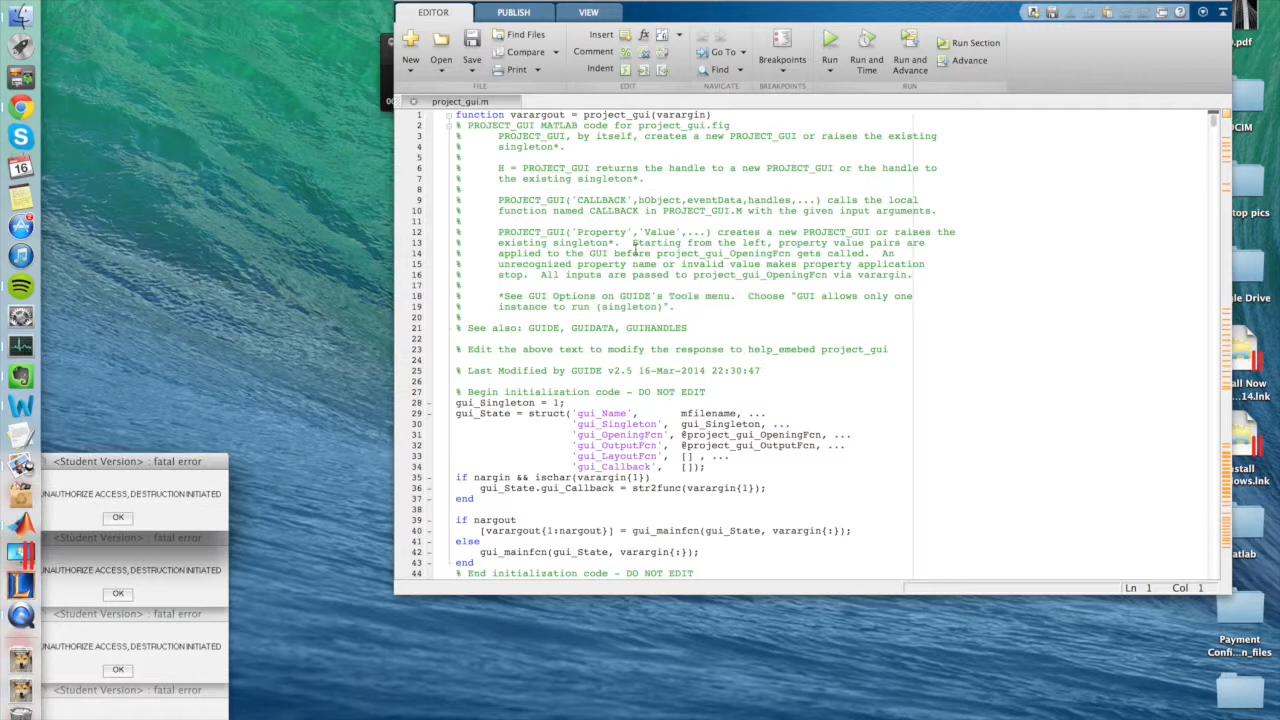 EDITOR PUBLISH VIEW
New Open Save
Find Files
Compare
Print
FILE
Insert
Comment
Indent
EDIT
Go To
Find
NAVIGATE
Breakpoints
BREAKPOINTS
Run
Run and Time
Run and Advance
Run Section
Advance
RUN
project_gui.m
1 function varargout = project_gui(varargin)
2 % PROJECT_GUI MATLAB code for project_gui.fig
3 % PROJECT_GUI, by itself, creates a new PROJECT_GUI or raises the existing
4 % singleton*.
5 %
6 % H = PROJECT_GUI returns the handle to a new PROJECT_GUI or the handle to
7 % the existing singleton*.
8 %
9 % PROJECT_GUI('CALLBACK',hObject,eventData,handles,...) calls the local
10 % function named CALLBACK in PROJECT_GUI.M with the given input arguments.
11 %
12 % PROJECT_GUI('Property','Value',...) creates a new PROJECT_GUI or raises the
13 % existing singleton*. Starting from the left, property value pairs are
14 % applied to the GUI before project_gui_OpeningFcn gets called. An
15 % unrecognized property name or invalid value makes property application
16 % stop. All inputs are passed to project_gui_OpeningFcn via varargin.
17 %
18 % *See GUI Options on GUIDE's Tools menu. Choose "GUI allows only one
19 % instance to run (singleton)".
20 %
21 % See also: GUIDE, GUIDATA, GUIHANDLES
22
23 % Edit the above text to modify the response to help_emebed project_gui
24
25 % Last Modified by GUIDE v2.5 16-Mar-2014 22:30:47
26
27 % Begin initialization code - DO NOT EDIT
28 gui_Singleton = 1;
29 gui_State = struct('gui_Name', mfilename, ...
30 'gui_Singleton', gui_Singleton, ...
31 'gui_OpeningFcn', @project_gui_OpeningFcn, ...
32 'gui_OutputFcn', @project_gui_OutputFcn, ...
33 'gui_LayoutFcn', [] , ...
34 'gui_Callback', []);
35 if nargin && ischar(varargin{1})
36 gui_State.gui_Callback = str2func(varargin{1});
37 end
38
39 if nargout
40 [varargout{1:nargout}] = gui_mainfcn(gui_State, varargin{:});
41 else
42 gui_mainfcn(gui_State, varargin{:});
43 end
44 % End initialization code - DO NOT EDIT
Ln 1 Col 1
16
2
<Student Version> : fatal error
UNAUTHORIZE ACCESS, DESTRUCTION INITIATED
OK
<Student Version> : fatal error
UNAUTHORIZE ACCESS, DESTRUCTION INITIATED
OK
<Student Version> : fatal error
UNAUTHORIZE ACCESS, DESTRUCTION INITIATED
OK
<Student Version> : fatal error
.pdf
top pics
Drive
Now
14.lnk
Payment
Confi...n_files